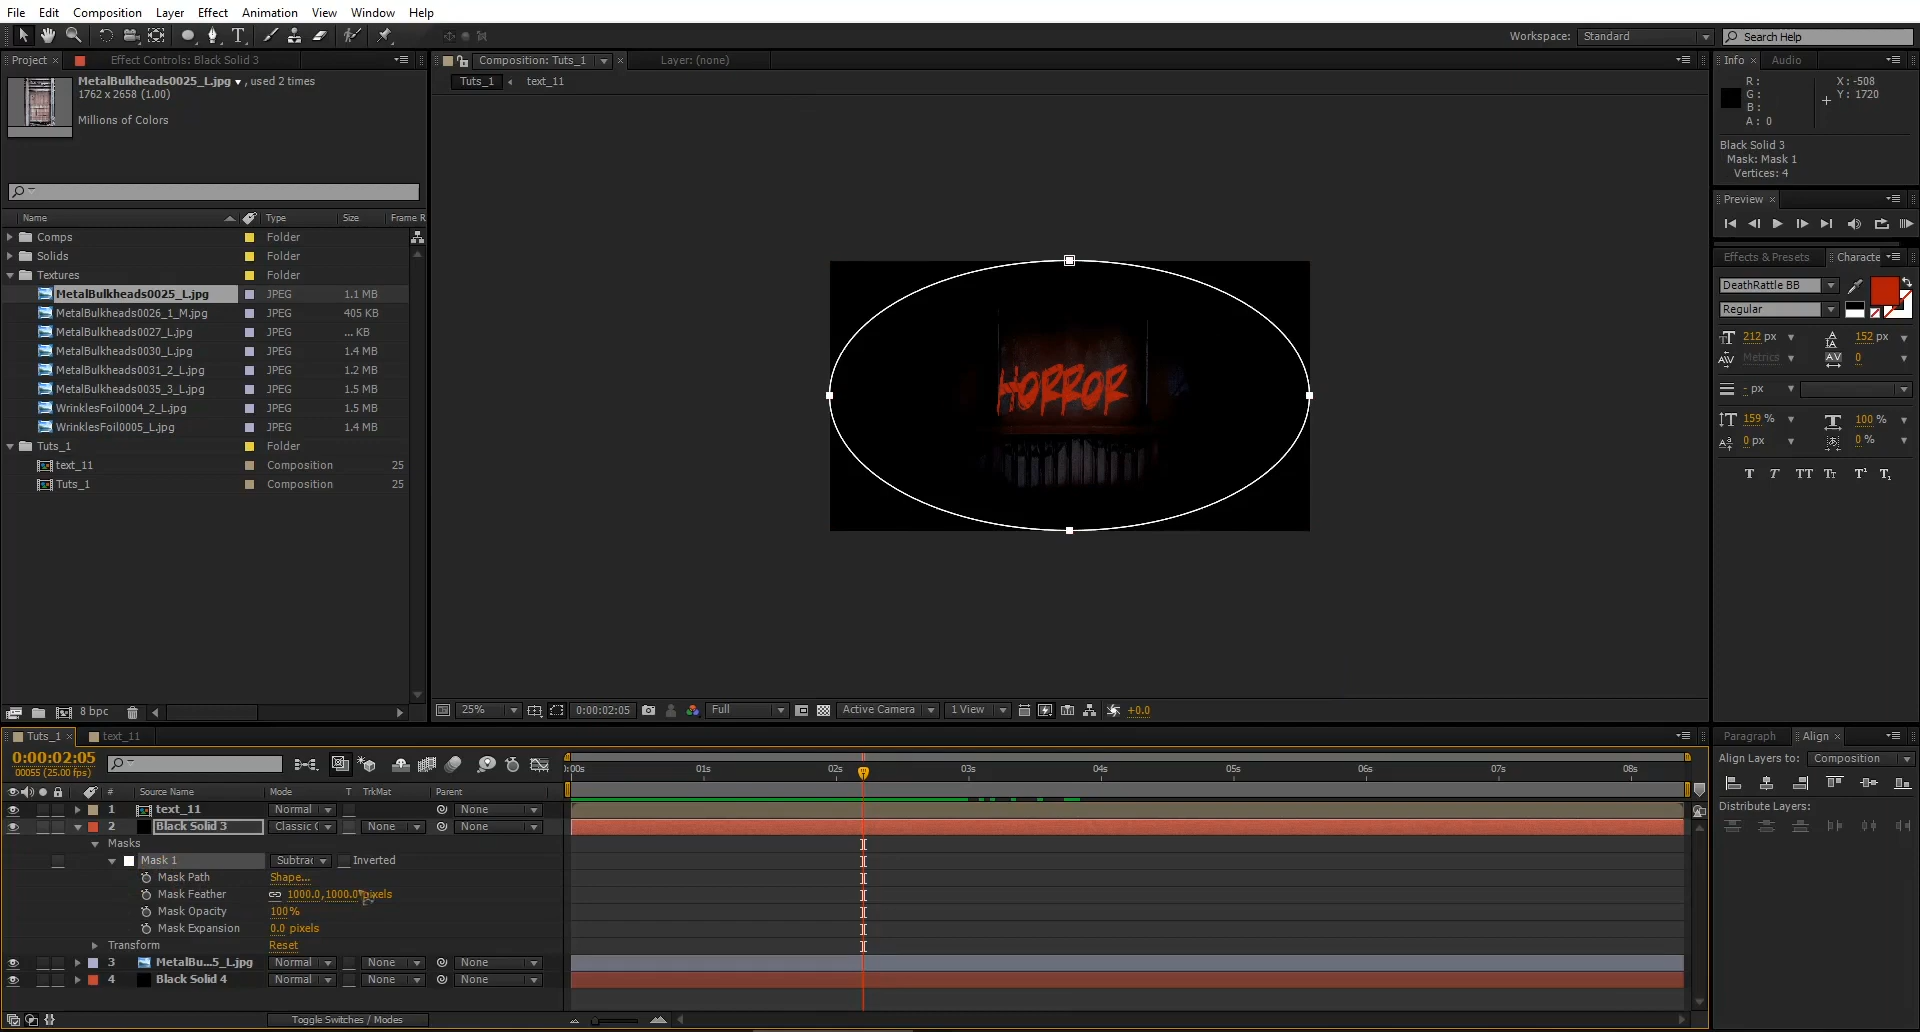 File Edit Composition Layer Effect Animation View Window Help
Workspace: Standard Search Help
Project Effect Controls: Black Solid 3
MetalBulkheads0025_L.jpg , used 2 times
1762 x 2658 (1.00)
Millions of Colors
Name Type Size Frame R
Comps Folder
Solids Folder
Textures Folder
MetalBulkheads0025_L.jpg JPEG 1.1 MB
MetalBulkheads0026_1_M.jpg JPEG 405 KB
MetalBulkheads0027_L.jpg JPEG ... KB
MetalBulkheads0030_L.jpg JPEG 1.4 MB
MetalBulkheads0031_2_L.jpg JPEG 1.2 MB
MetalBulkheads0035_3_L.jpg JPEG 1.5 MB
WrinklesFoil0004_2_L.jpg JPEG 1.5 MB
WrinklesFoil0005_L.jpg JPEG 1.4 MB
Tuts_1 Folder
text_11 Composition 25
Tuts_1 Composition 25
8 bpc
Composition: Tuts_1 Layer: (none)
Tuts_1 text_11
HORROR
25% 0:00:02:05 Full Active Camera 1 View +0.0
Info Audio
R : X : -508
G : Y : 1720
B :
A : 0
Black Solid 3
Mask: Mask 1
Vertices: 4
Preview
Effects & Presets Characte
DeathRattle BB
Regular
212 px 152 px
Metrics 0
- px
159 % 100 %
0 px 0 %
T T TT Tt T¹ T₁
Tuts_1 text_11
0:00:02:05
00055 (25.00 fps)
# Source Name Mode T TrkMat Parent
:00s 01s 02s 03s 04s 05s 06s 07s 08s
1 text_11 Normal None
2 Black Solid 3 Classic C None None
Masks
Mask 1 Subtrac Inverted
Mask Path Shape...
Mask Feather 1000.0,1000.0 pixels
Mask Opacity 100%
Mask Expansion 0.0 pixels
Transform Reset
3 MetalBu...5_L.jpg Normal None None
4 Black Solid 4 Normal None None
Toggle Switches / Modes
Paragraph Align
Align Layers to: Composition
Distribute Layers: